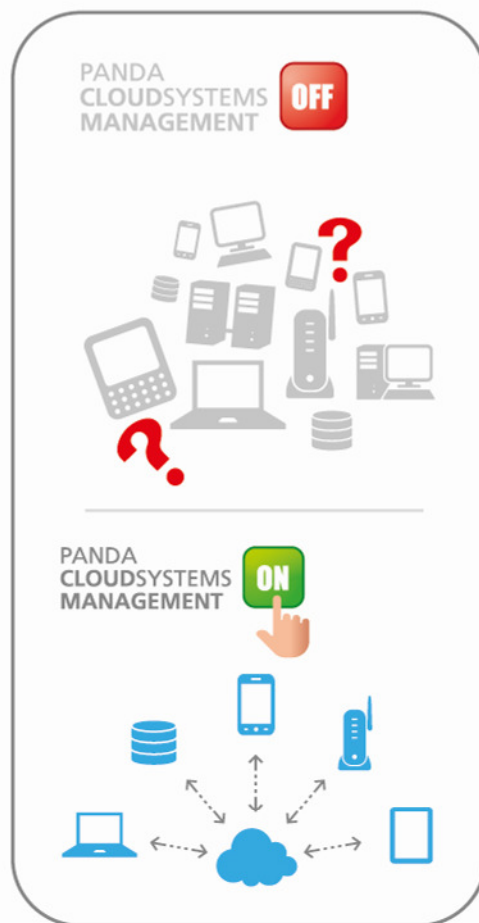 PANDA
CLOUDSYSTEMS
MANAGEMENT
OFF
?
?
PANDA
CLOUDSYSTEMS
MANAGEMENT
ON